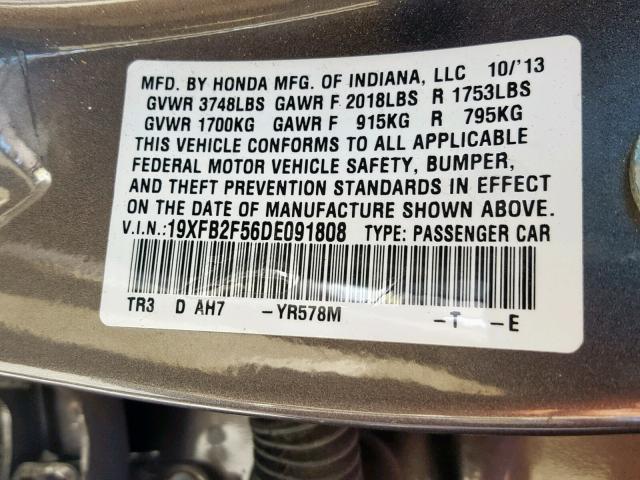 MFD. BY HONDA MFG. OF INDIANA, LLC 10/'13
GVWR 3748LBS GAWR F 2018LBS R 1753LBS
GVWR 1700KG GAWR F 915KG R 795KG
THIS VEHICLE CONFORMS TO ALL APPLICABLE
FEDERAL MOTOR VEHICLE SAFETY, BUMPER,
AND THEFT PREVENTION STANDARDS IN EFFECT
ON THE DATE OF MANUFACTURE SHOWN ABOVE.
V.I.N.:19XFB2F56DE091808 TYPE: PASSENGER CAR
TR3 D AH7 -YR578M -T -E